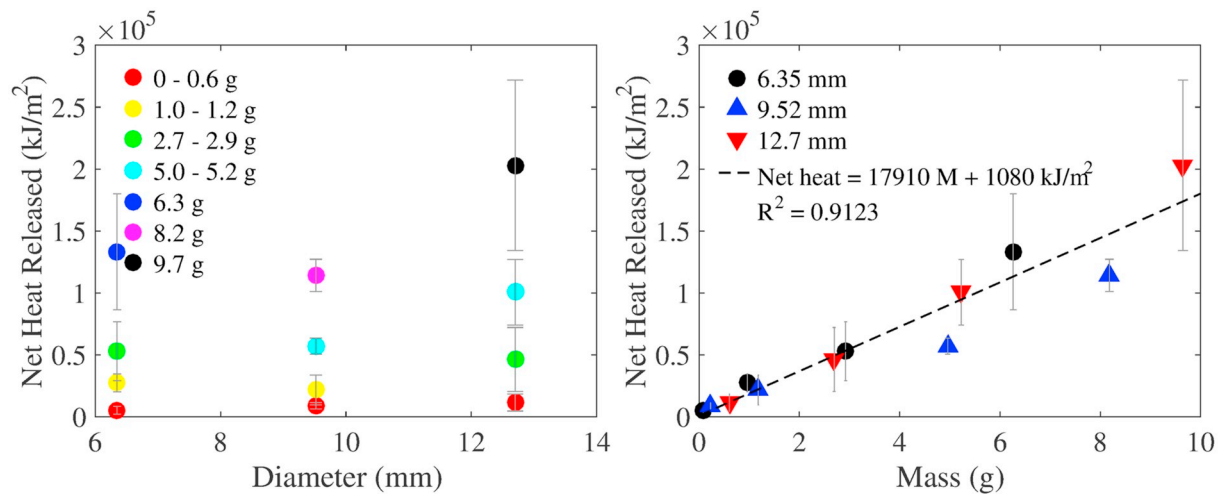 ×10⁵
3
2.5
2
1.5
1
0.5
0
Net Heat Released (kJ/m²)
0 - 0.6 g
1.0 - 1.2 g
2.7 - 2.9 g
5.0 - 5.2 g
6.3 g
8.2 g
9.7 g
6 8 10 12 14
Diameter (mm)
×10⁵
3
2.5
2
1.5
1
0.5
0
Net Heat Released (kJ/m²)
6.35 mm
9.52 mm
12.7 mm
Net heat = 17910 M + 1080 kJ/m²
R² = 0.9123
0 2 4 6 8 10
Mass (g)